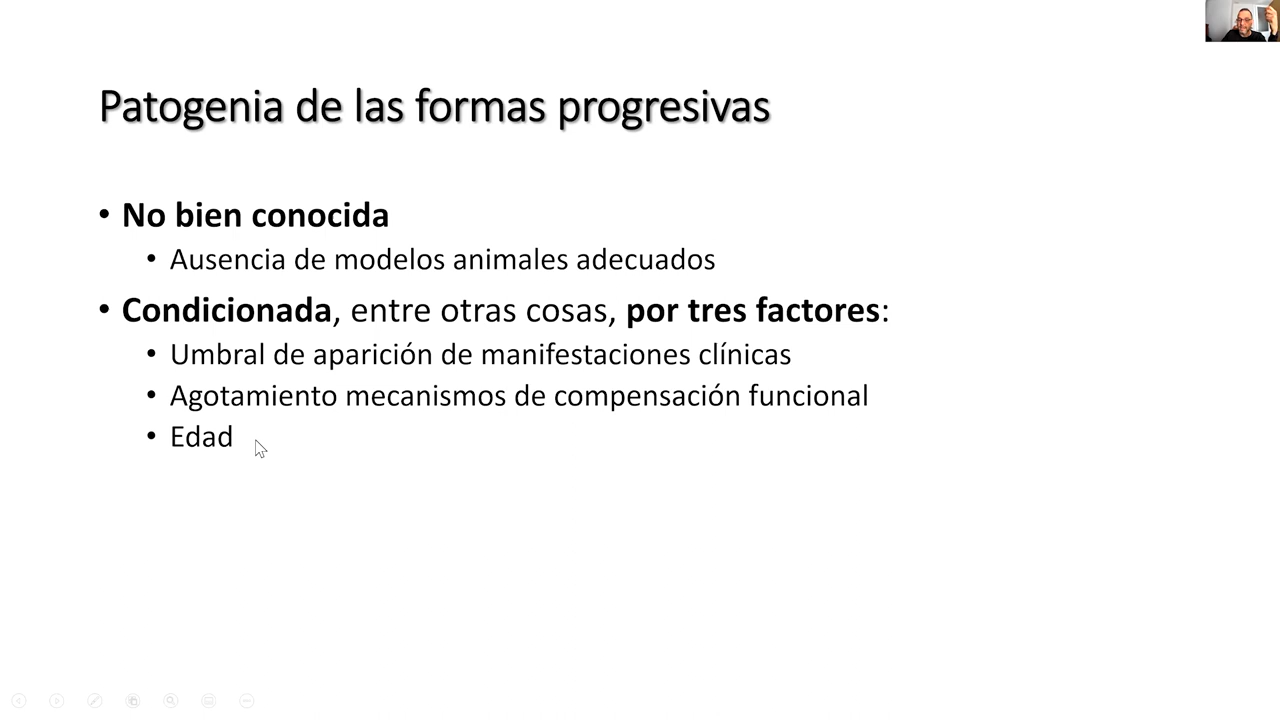 Patogenia de las formas progresivas
• No bien conocida
• Ausencia de modelos animales adecuados
• Condicionada, entre otras cosas, por tres factores:
• Umbral de aparición de manifestaciones clínicas
• Agotamiento mecanismos de compensación funcional
• Edad